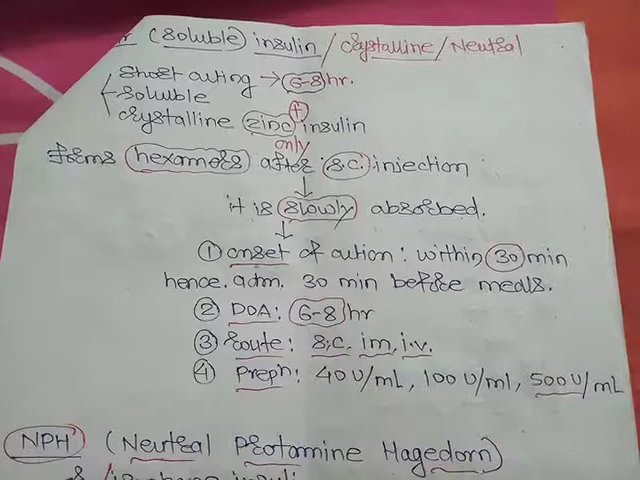 (Soluble) insulin / Crystalline / Neutral
Short acting → 6-8 hr.
Soluble
Crystalline zinc insulin
(+)
only
forms hexamers after s.c. injection
↓
it is slowly absorbed.
↓
① onset of action : within 30 min
hence. adm. 30 min before meals.
② DOA: 6-8 hr
③ Route: s.c. im, i.v.
④ Prepn: 40 U/mL, 100 U/ml, 500 U/mL
NPH (Neutral Protamine Hagedorn)